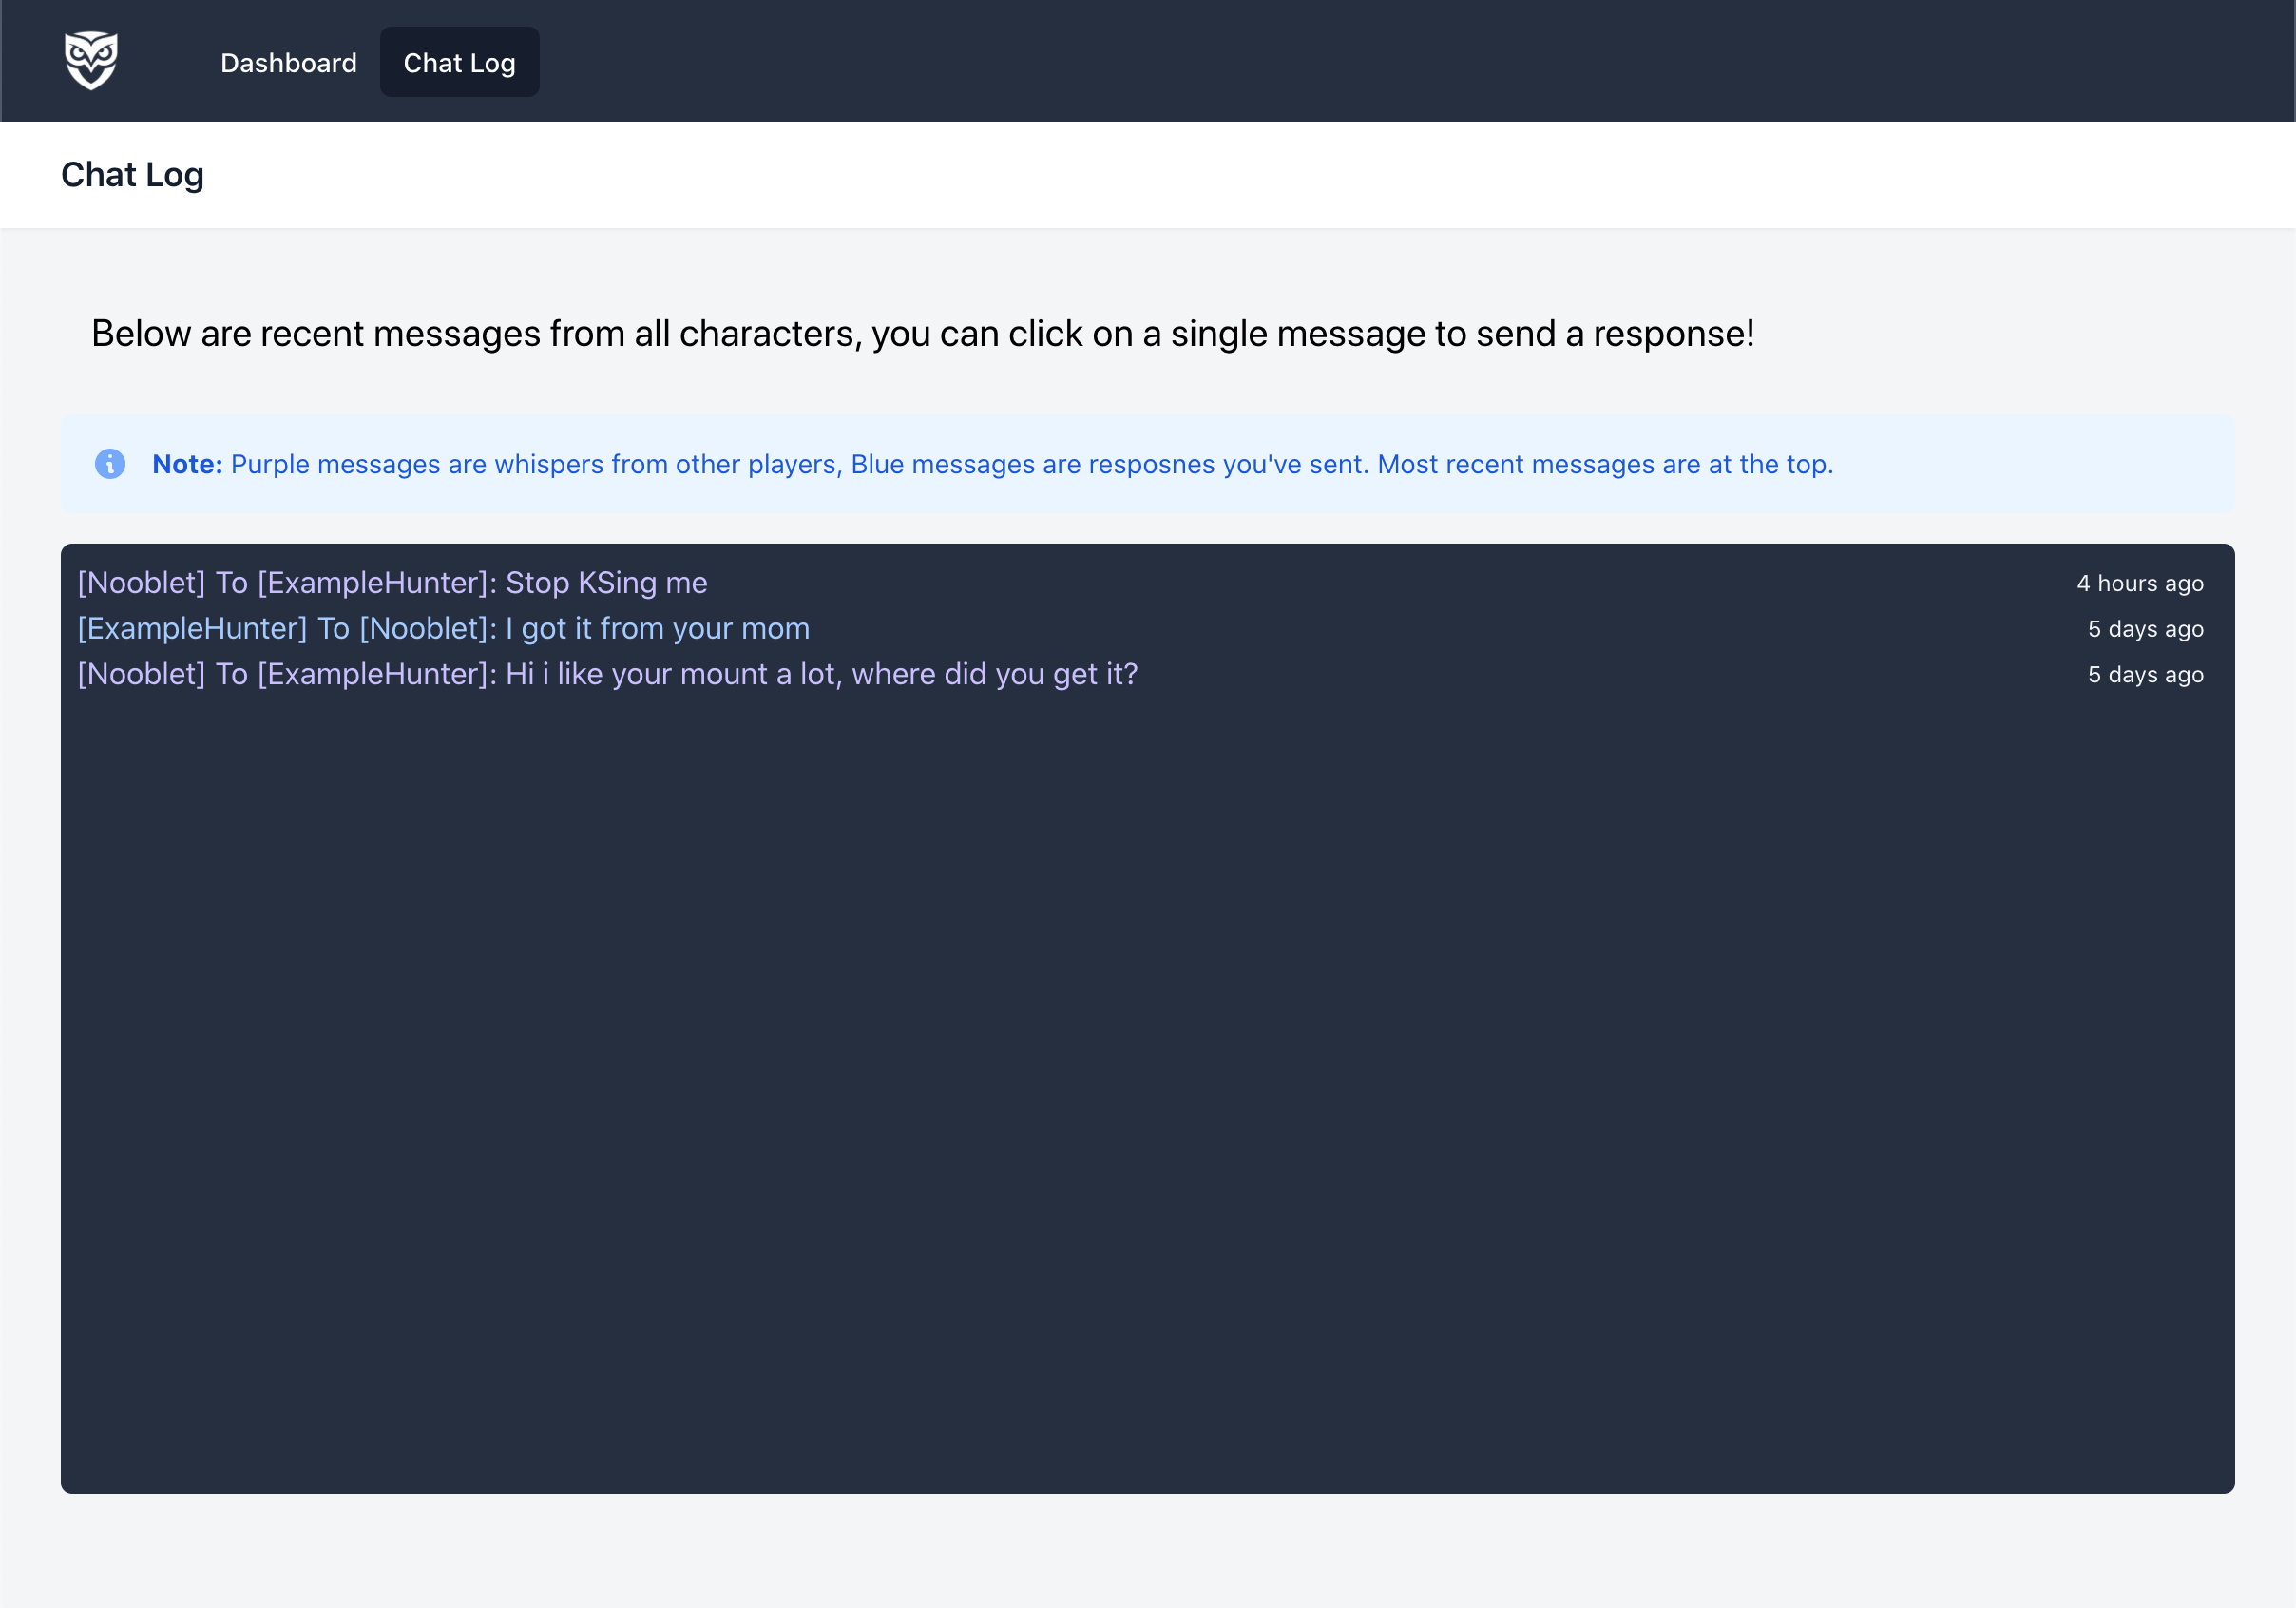 Dashboard Chat Log
Chat Log
Below are recent messages from all characters, you can click on a single message to send a response!
Note: Purple messages are whispers from other players, Blue messages are resposnes you've sent. Most recent messages are at the top.
[Nooblet] To [ExampleHunter]: Stop KSing me 4 hours ago
[ExampleHunter] To [Nooblet]: I got it from your mom 5 days ago
[Nooblet] To [ExampleHunter]: Hi i like your mount a lot, where did you get it? 5 days ago